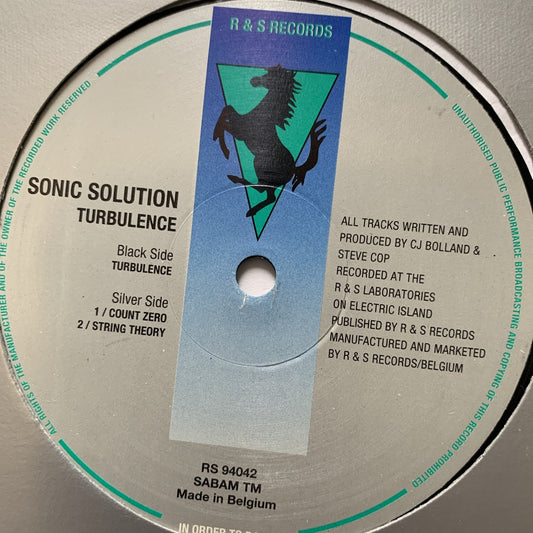 R & S RECORDS
SONIC SOLUTION
TURBULENCE
Black Side
TURBULENCE
Silver Side
1 / COUNT ZERO
2 / STRING THEORY
ALL TRACKS WRITTEN AND
PRODUCED BY CJ BOLLAND &
STEVE COP
RECORDED AT THE
R & S LABORATORIES
ON ELECTRIC ISLAND
PUBLISHED BY R & S RECORDS
MANUFACTURED AND MARKETED
BY R & S RECORDS/BELGIUM
RS 94042
SABAM TM
Made in Belgium
ALL RIGHTS OF THE MANUFACTURER AND OF THE OWNER OF THE RECORDED WORK RESERVED
UNAUTHORISED PUBLIC PERFORMANCE BROADCASTING AND COPYING OF THIS RECORD PROHIBITED
IN ORDER TO